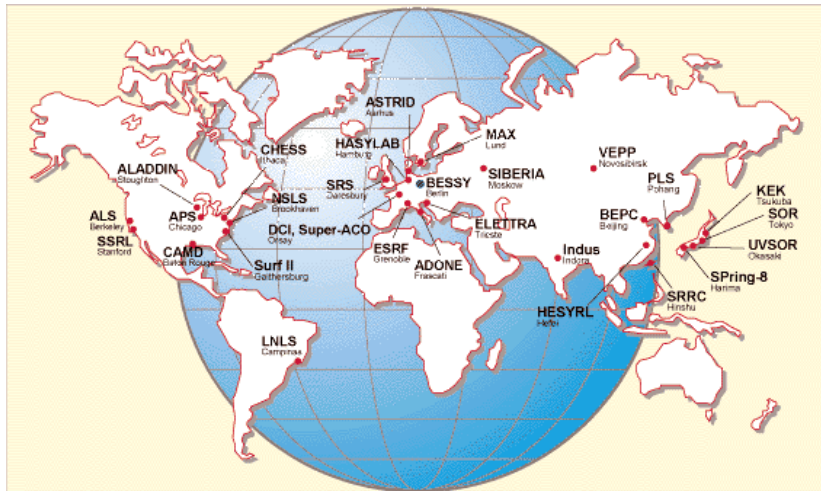 ASTRID
Aarhus
HASYLAB
Hamburg
MAX
Lund
CHESS
Ithaca
ALADDIN
Stoughton
SRS
Daresbury
BESSY
Berlin
SIBERIA
Moskow
VEPP
Novosibirsk
PLS
Pohang
KEK
Tsukuba
SOR
Tokyo
UVSOR
Okasaki
SPring-8
Harima
BEPC
Beijing
ALS
Berkeley
SSRL
Stanford
APS
Chicago
NSLS
Brookhaven
CAMD
Baton Rouge
Surf II
Gaithersburg
DCI, Super-ACO
Orsay
ESRF
Grenoble
ADONE
Frascati
ELETTRA
Trieste
Indus
Indore
HESYRL
Hefei
SRRC
Hinshu
LNLS
Campinas